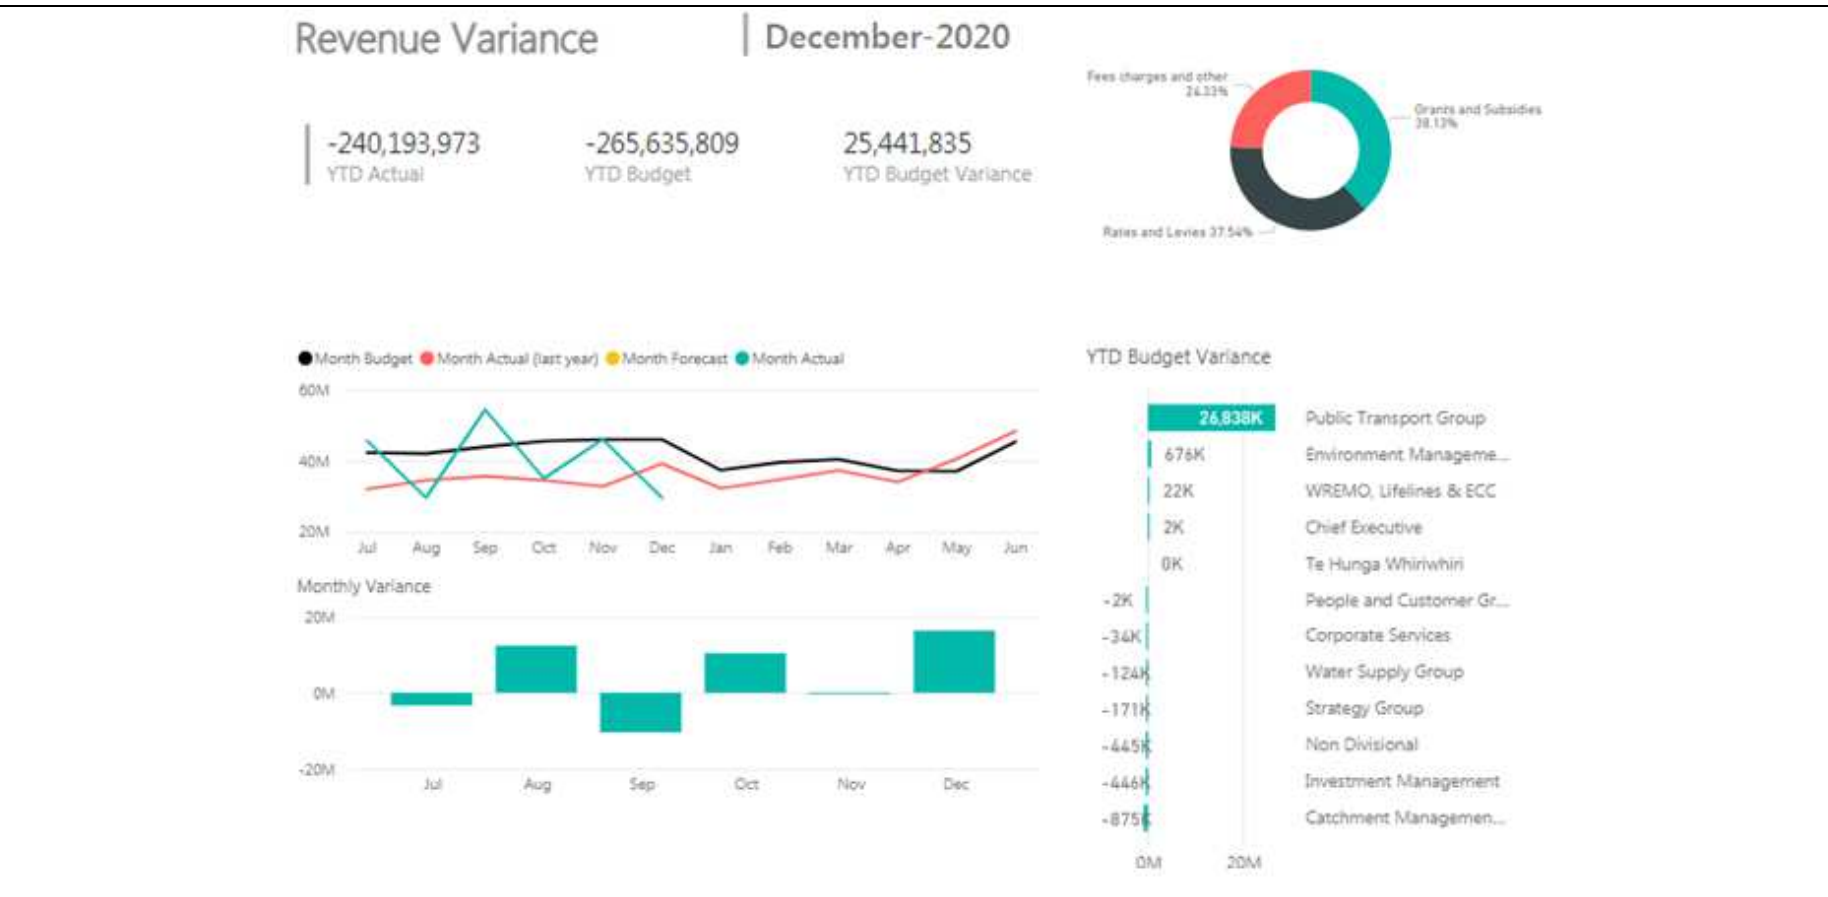 Revenue Variance
December-2020
-240,193,973
YTD Actual
-265,635,809
YTD Budget
25,441,835
YTD Budget Variance
Fees charges and other
24.33%
Grants and Subsidies
38.13%
Rates and Levies 37.54%
Month Budget Month Actual (last year) Month Forecast Month Actual
60M
40M
20M
Jul Aug Sep Oct Nov Dec Jan Feb Mar Apr May Jun
Monthly Variance
20M
0M
-20M
Jul Aug Sep Oct Nov Dec
YTD Budget Variance
26,838K Public Transport Group
676K Environment Manageme...
22K WREMO, Lifelines & ECC
2K Chief Executive
0K Te Hunga Whiriwhiri
-2K People and Customer Gr...
-34K Corporate Services
-124K Water Supply Group
-171K Strategy Group
-445K Non Divisional
-446K Investment Management
-875K Catchment Managemen...
0M 20M